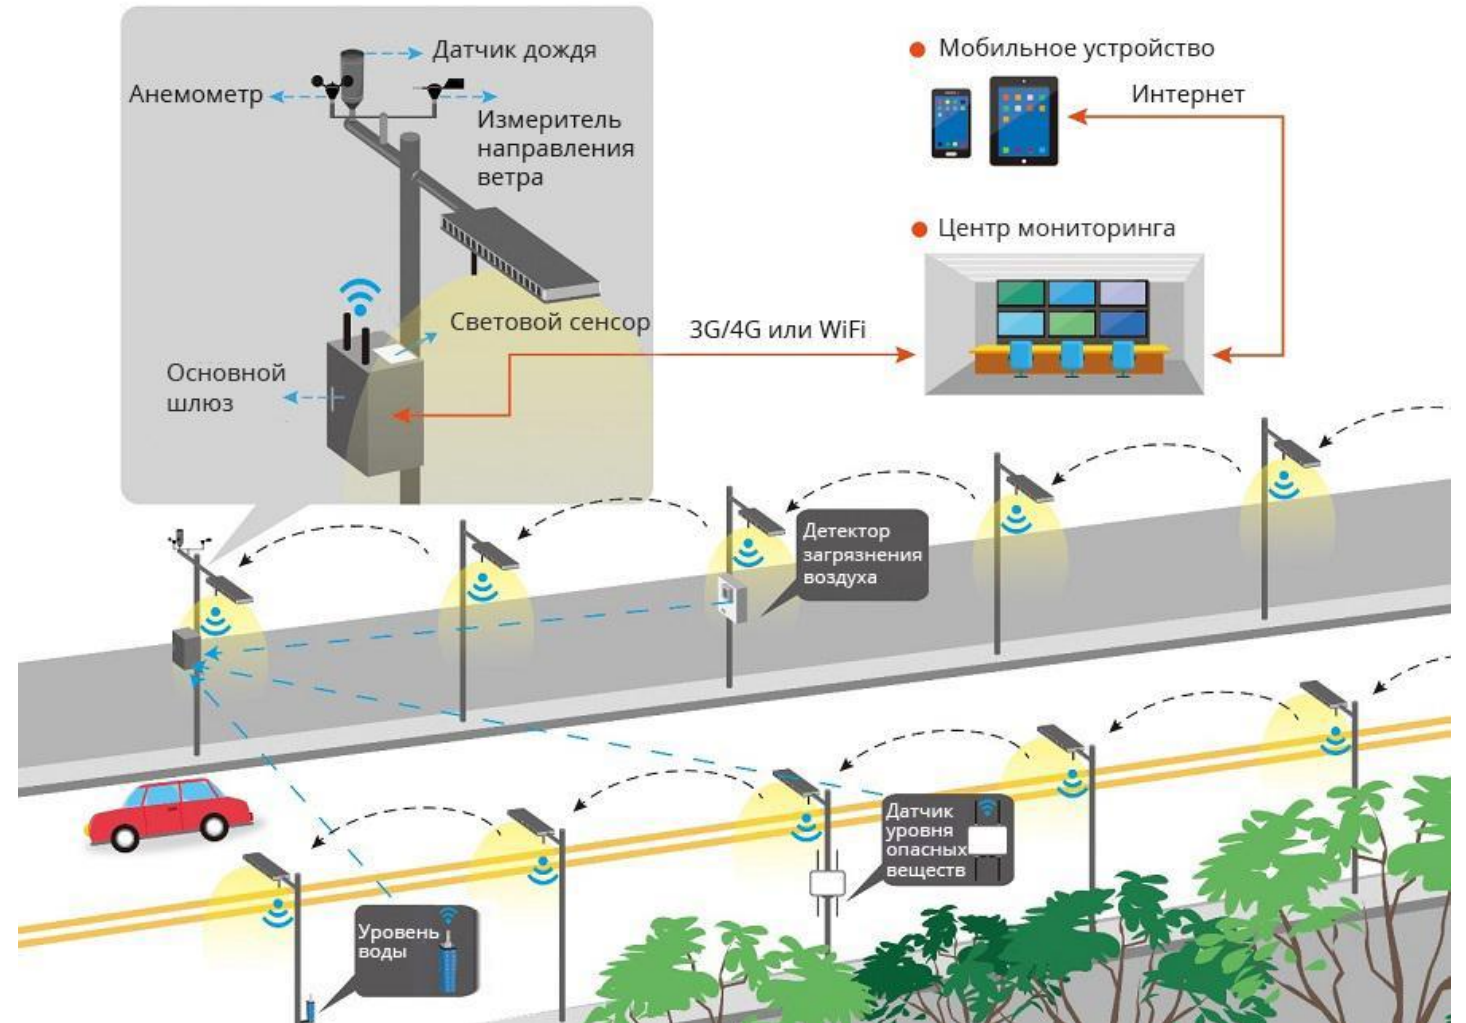 Датчик дождя
Анемометр
Измеритель
направления
ветра
Световой сенсор
Основной
шлюз
Мобильное устройство
Интернет
Центр мониторинга
3G/4G или WiFi
Детектор
загрязнения
воздуха
Датчик
уровня
опасных
веществ
Уровень
воды